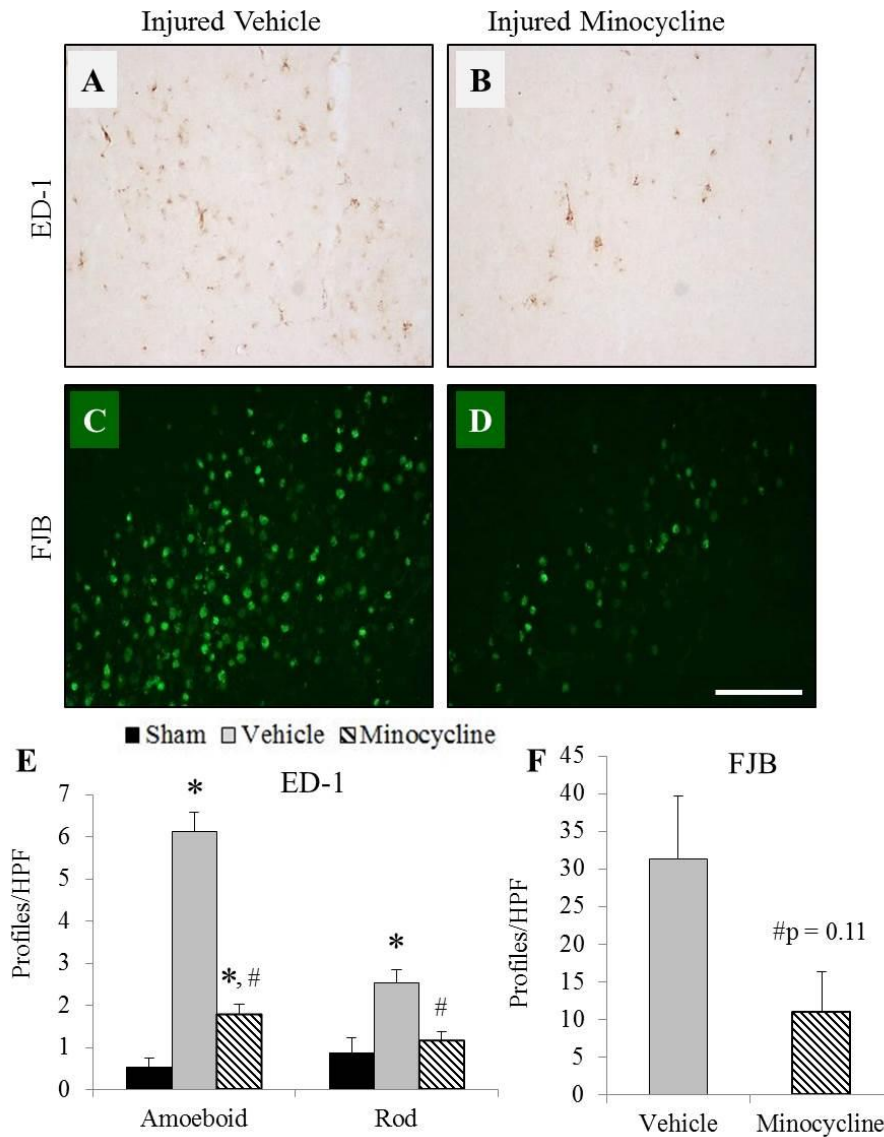 Injured Vehicle Injured Minocycline
A B
ED-1
C D
FJB
Sham Vehicle Minocycline
E ED-1
7
6
5
4
3
2
1
0
Profiles/HPF
*
*, #
*
#
Amoeboid Rod
F FJB
45
40
35
30
25
20
15
10
5
0
Profiles/HPF
#p = 0.11
Vehicle Minocycline